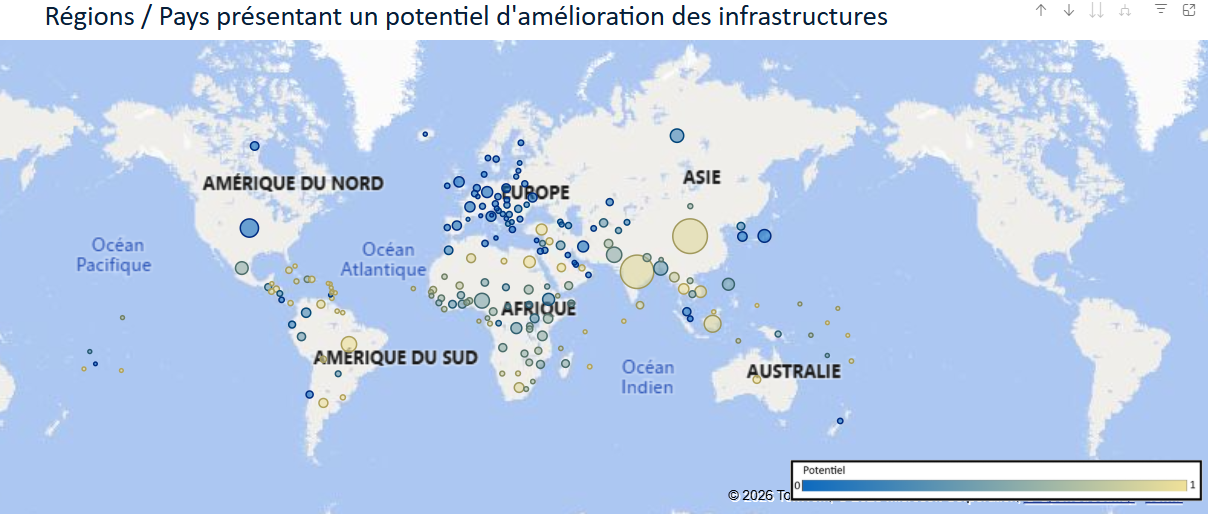 Régions / Pays présentant un potentiel d'amélioration des infrastructures
AMÉRIQUE DU NORD
EUROPE
ASIE
Océan
Pacifique
Océan
Atlantique
AFRIQUE
AMÉRIQUE DU SUD
Océan
Indien
AUSTRALIE
Potentiel
0
1
© 2026